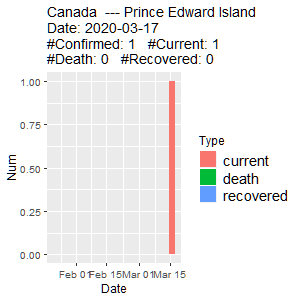 Canada  --- Prince Edward Island
Date: 2020-03-17
#Confirmed: 1   #Current: 1
#Death: 0   #Recovered: 0
1.00
0.75
0.50
0.25
0.00
Num
Feb 01 Feb 15 Mar 01 Mar 15
Date
Type
current
death
recovered